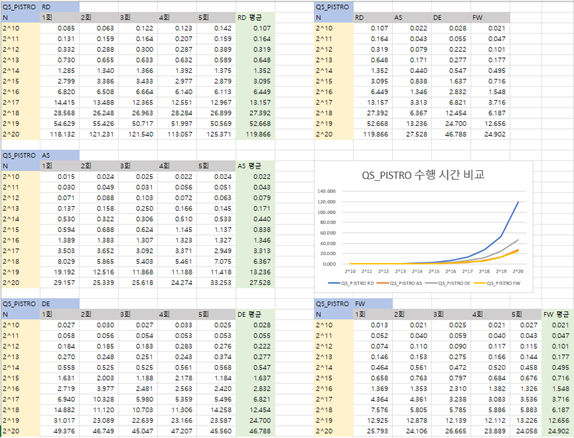 QS_PISTRO RD
N 1회 2회 3회 4회 5회 RD 평균
2^10 0.085 0.063 0.122 0.123 0.142 0.107
2^11 0.131 0.159 0.164 0.207 0.159 0.164
2^12 0.332 0.288 0.300 0.287 0.389 0.319
2^13 0.730 0.655 0.633 0.632 0.589 0.648
2^14 1.285 1.340 1.366 1.392 1.375 1.352
2^15 2.799 3.386 3.433 2.977 2.879 3.095
2^16 6.820 6.508 6.664 6.140 6.113 6.449
2^17 14.415 13.488 12.365 12.551 12.967 13.157
2^18 28.568 26.248 26.963 28.284 26.899 27.392
2^19 54.629 55.426 50.717 51.997 50.569 52.668
2^20 118.132 121.231 121.540 113.057 125.371 119.866
QS_PISTRO
N RD AS DE FW
2^10 0.107 0.022 0.028 0.021
2^11 0.164 0.043 0.055 0.047
2^12 0.319 0.079 0.222 0.101
2^13 0.648 0.171 0.277 0.177
2^14 1.352 0.440 0.547 0.495
2^15 3.095 0.838 1.637 0.716
2^16 6.449 1.346 2.832 1.548
2^17 13.157 3.313 6.821 3.716
2^18 27.392 6.367 12.454 6.187
2^19 52.668 13.236 24.700 12.656
2^20 119.866 27.528 46.788 24.902
QS_PISTRO AS
N 1회 2회 3회 4회 5회 AS 평균
2^10 0.015 0.024 0.025 0.022 0.024 0.022
2^11 0.030 0.049 0.031 0.056 0.051 0.043
2^12 0.071 0.088 0.103 0.072 0.063 0.079
2^13 0.137 0.158 0.250 0.166 0.145 0.171
2^14 0.530 0.322 0.306 0.510 0.533 0.440
2^15 0.594 0.688 0.624 1.145 1.137 0.838
2^16 1.389 1.383 1.307 1.323 1.327 1.346
2^17 3.503 3.652 3.092 3.371 2.949 3.313
2^18 8.029 5.865 5.403 5.461 7.075 6.367
2^19 19.192 12.516 11.868 11.188 11.418 13.236
2^20 29.157 25.339 25.618 24.274 33.253 27.528
QS_PISTRO 수행 시간 비교
140.000
120.000
100.000
80.000
60.000
40.000
20.000
0.000
2^10 2^11 2^12 2^13 2^14 2^15 2^16 2^17 2^18 2^19 2^20
QS_PISTRO RD QS_PISTRO AS QS_PISTRO DE QS_PISTRO FW
QS_PISTRO DE
N 1회 2회 3회 4회 5회 DE 평균
2^10 0.027 0.030 0.027 0.033 0.025 0.028
2^11 0.058 0.056 0.054 0.053 0.053 0.055
2^12 0.184 0.185 0.183 0.283 0.276 0.222
2^13 0.270 0.248 0.251 0.243 0.374 0.277
2^14 0.558 0.525 0.525 0.561 0.568 0.547
2^15 1.631 2.003 1.188 2.178 1.184 1.637
2^16 2.719 3.977 2.481 2.563 2.420 2.832
2^17 6.940 10.328 5.980 5.359 5.496 6.821
2^18 14.882 11.120 10.703 11.306 14.258 12.454
2^19 31.017 23.089 22.639 23.166 23.587 24.700
2^20 49.376 46.749 45.047 47.207 45.560 46.788
QS_PISTRO FW
N 1회 2회 3회 4회 5회 FW 평균
2^10 0.013 0.021 0.025 0.021 0.027 0.021
2^11 0.052 0.040 0.059 0.040 0.043 0.047
2^12 0.074 0.110 0.090 0.117 0.115 0.101
2^13 0.146 0.153 0.275 0.166 0.144 0.177
2^14 0.464 0.561 0.472 0.520 0.458 0.495
2^15 0.658 0.763 0.797 0.684 0.676 0.716
2^16 1.369 1.353 2.310 1.382 1.326 1.548
2^17 4.364 4.361 3.238 3.083 3.536 3.716
2^18 7.576 5.805 5.785 5.886 5.883 6.187
2^19 12.925 12.878 12.139 12.112 13.226 12.656
2^20 25.793 24.106 26.665 23.889 24.058 24.902